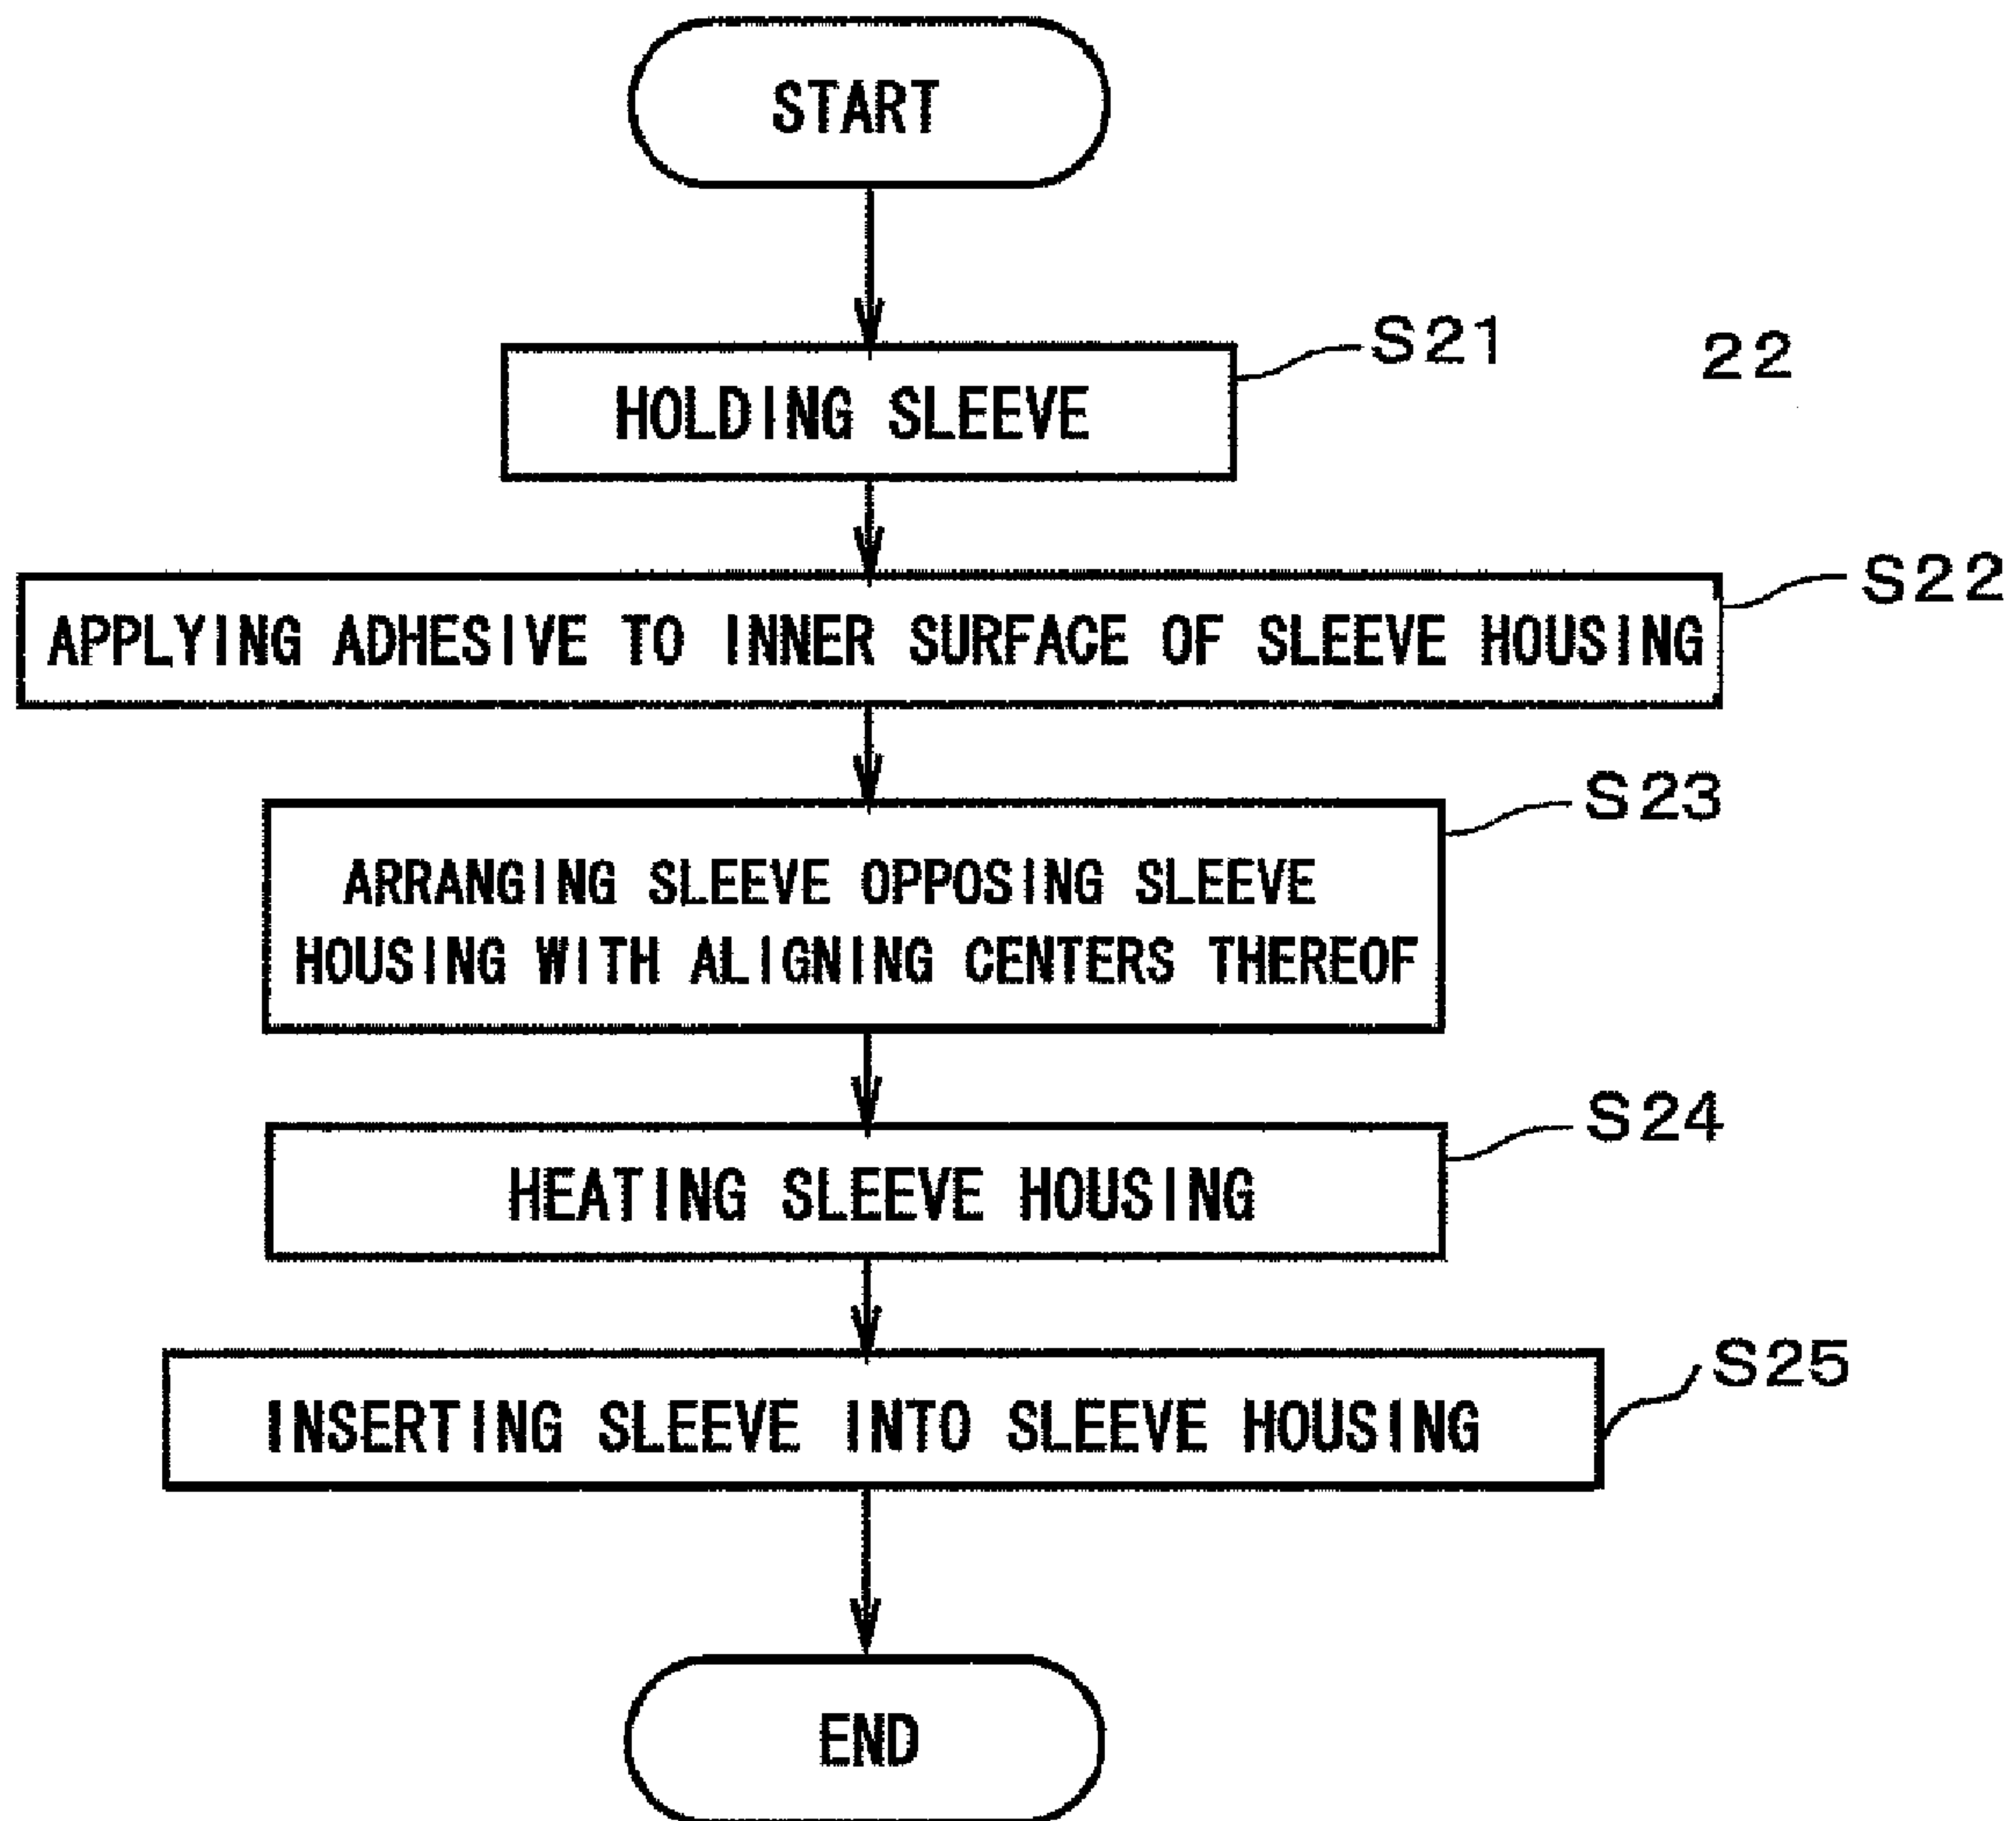 START
S21
22
HOLDING SLEEVE
S22
APPLYING ADHESIVE TO INNER SURFACE OF SLEEVE HOUSING
S23
ARRANGING SLEEVE OPPOSING SLEEVE
HOUSING WITH ALIGNING CENTERS THEREOF
S24
HEATING SLEEVE HOUSING
S25
INSERTING SLEEVE INTO SLEEVE HOUSING
END